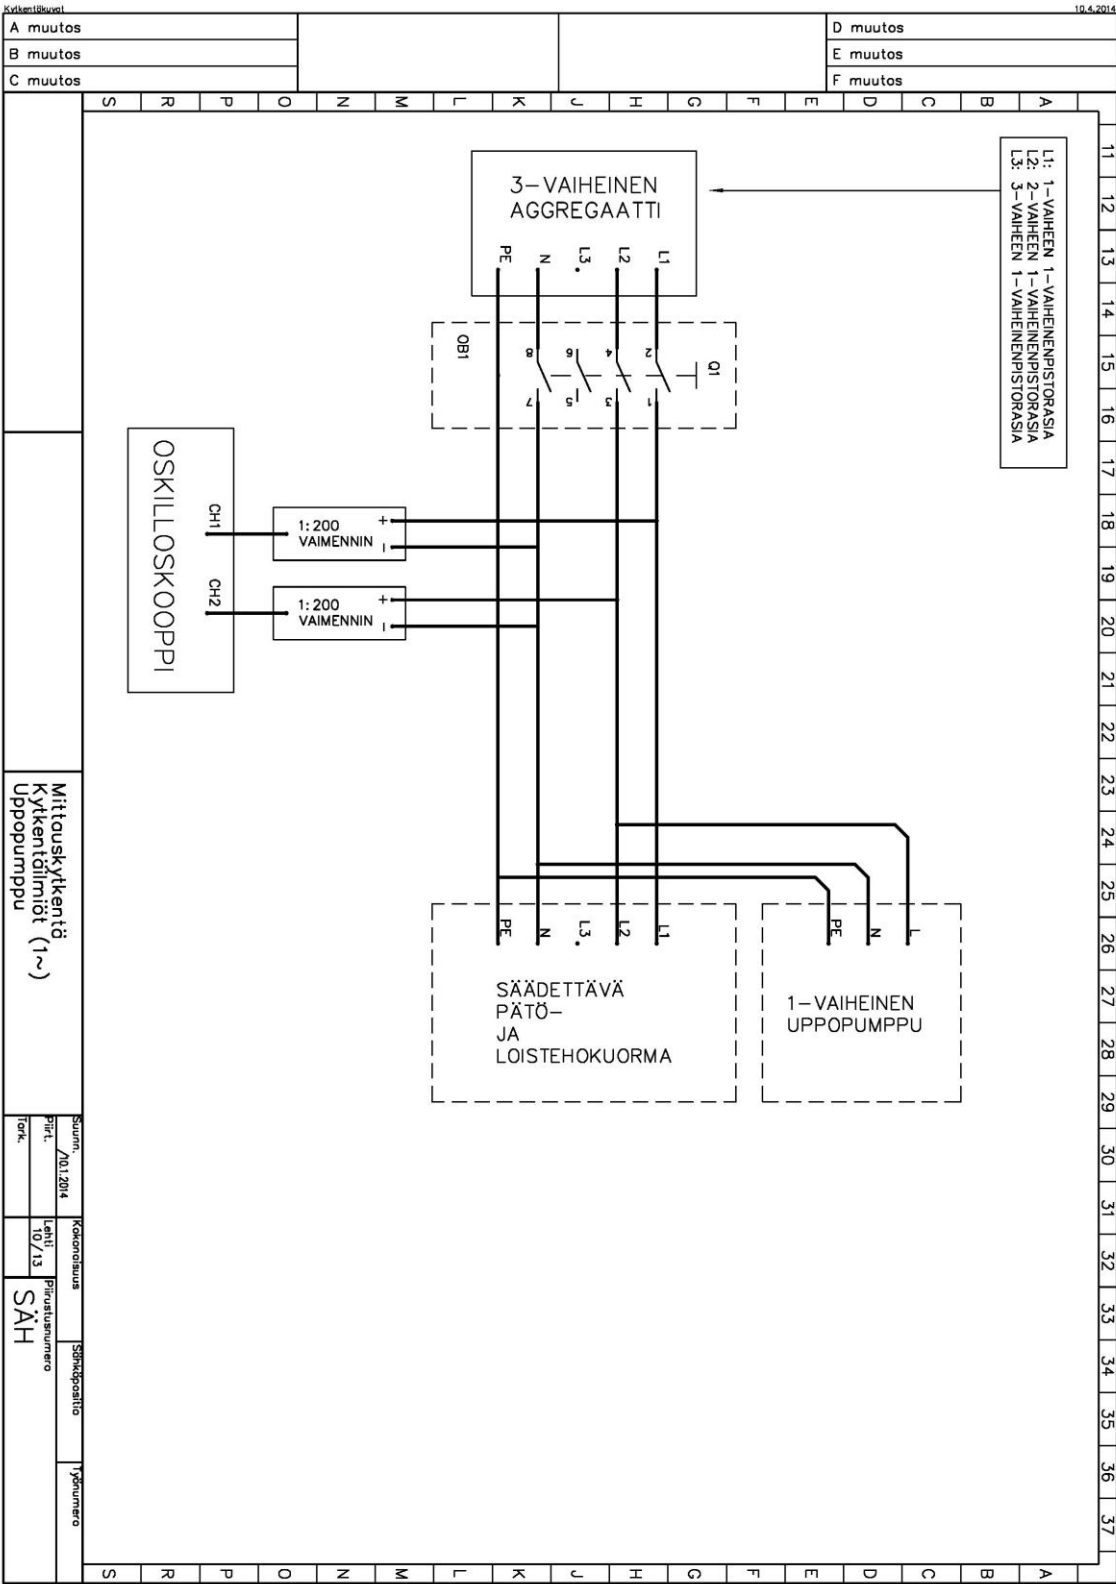 Kytkentäkuvat
10.4.2014
A muutos
B muutos
C muutos
D muutos
E muutos
F muutos
S R P O N M L K J H G F E D C B A
11 12 13 14 15 16 17 18 19 20 21 22 23 24 25 26 27 28 29 30 31 32 33 34 35 36 37
L1: 1-VAIHEEN 1-VAIHEINENPISTORASIA
L2: 2-VAIHEEN 1-VAIHEINENPISTORASIA
L3: 3-VAIHEEN 1-VAIHEINENPISTORASIA
3-VAIHEINEN
AGGREGAATTI
PE N L3 L2 L1
OB1
8 6 4 2
7 5 3 1
Q1
OSKILLOSKOOPPI
CH1
CH2
1:200
VAIMENNIN
+
-
1:200
VAIMENNIN
+
-
PE N L3 L2 L1
SÄÄDETTÄVÄ
PÄTÖ-
JA
LOISTEHOKUORMA
PE N L
1-VAIHEINEN
UPPOPUMPPU
Mittauskytkentä
Kytkentäilmiöt (1~)
Uppopumppu
Suunn.
/10.1.2014
Piirt.
Tark.
Kokonaisuus
Lehti
10/13
Piirustusnumero
SÄH
Sähköpositio
Työnumero
S R P O N M L K J H G F E D C B A